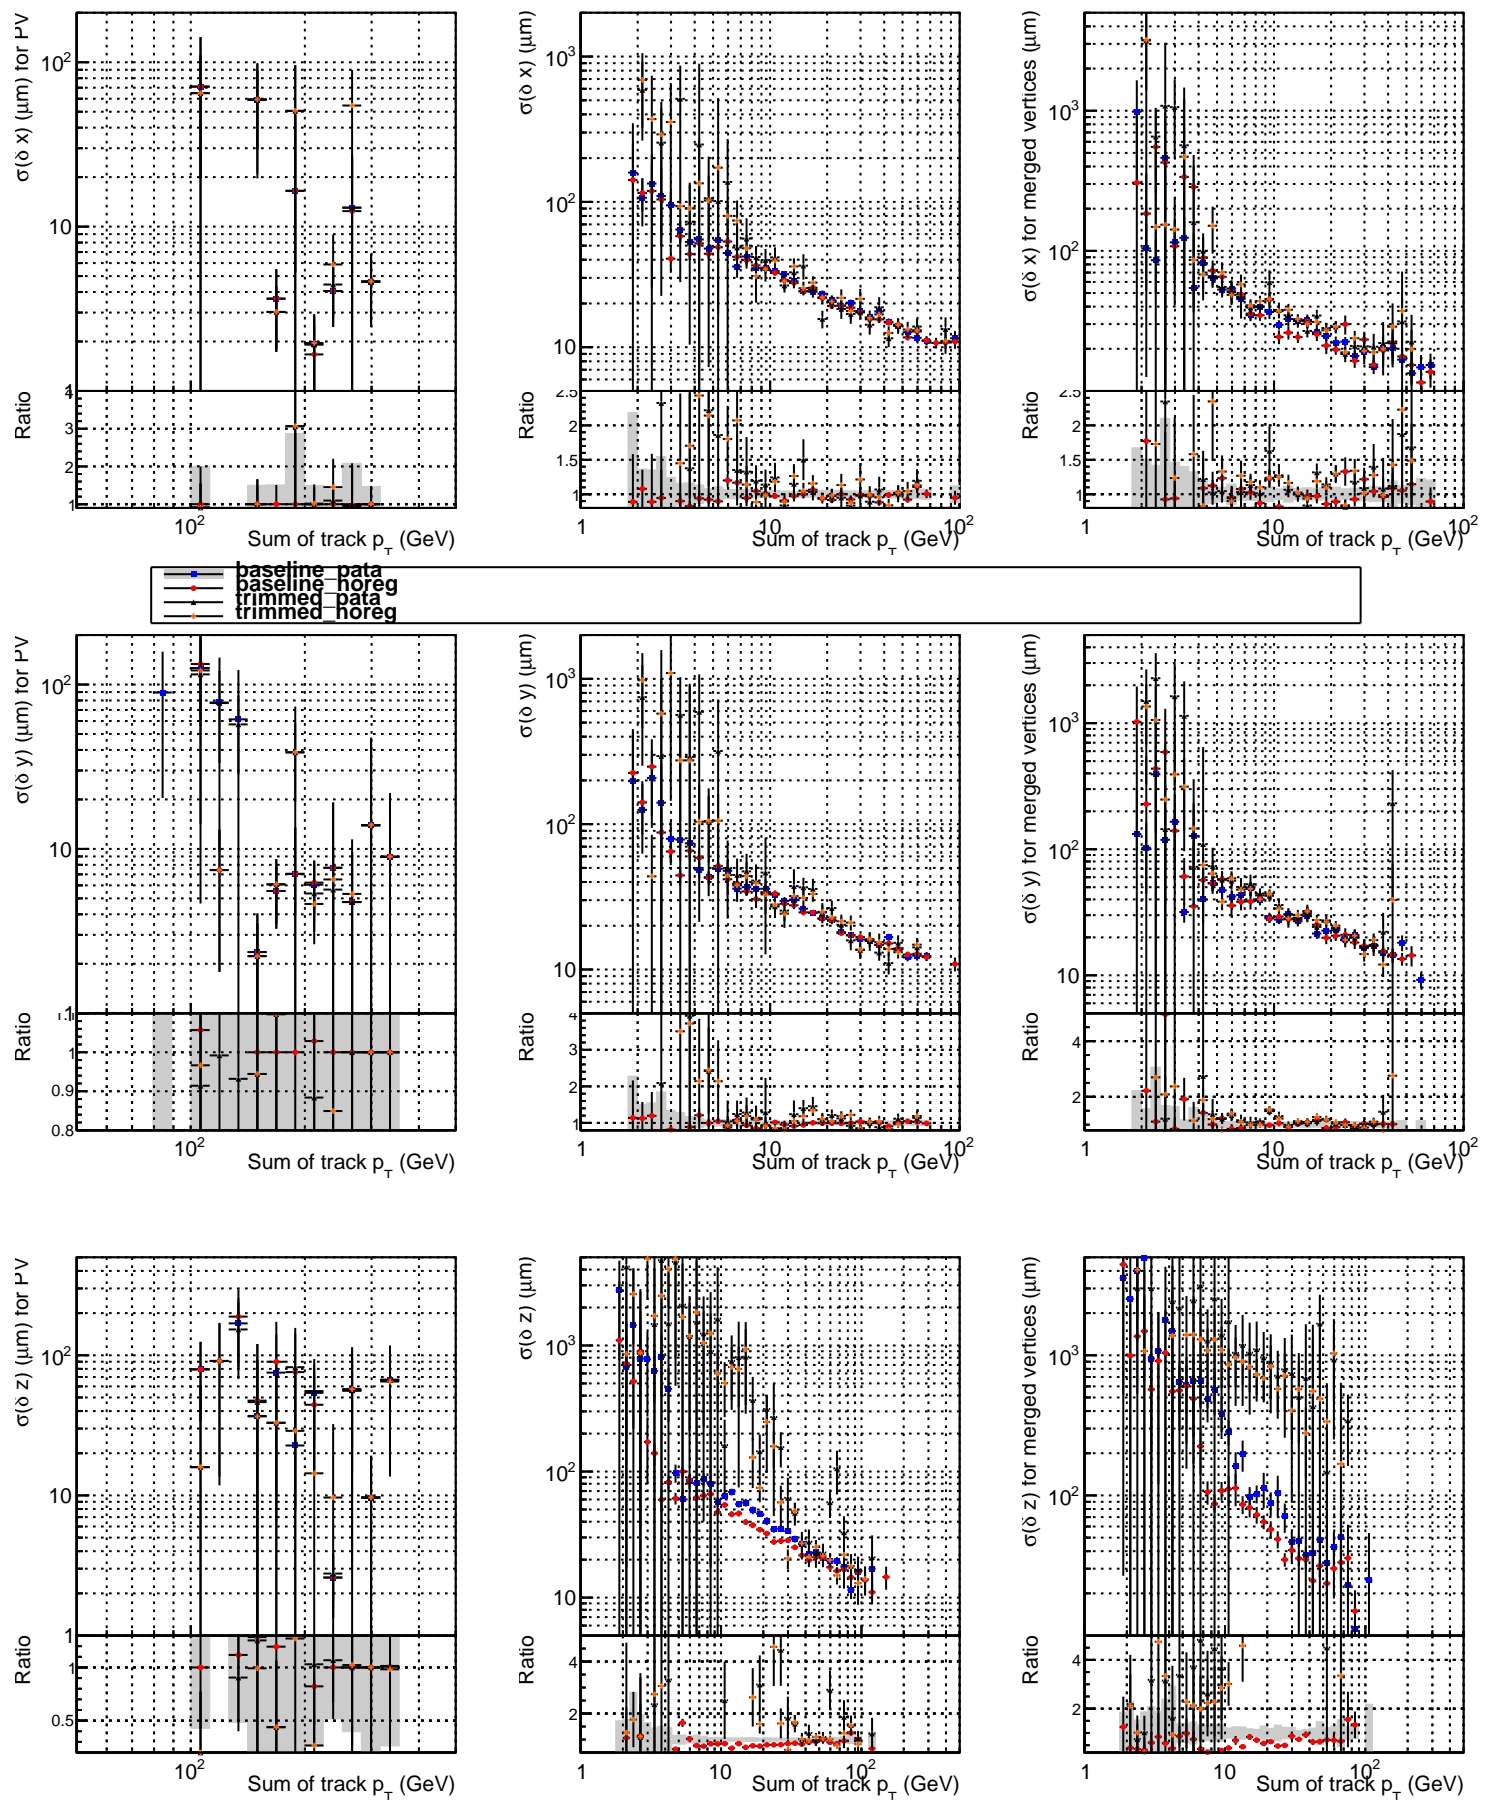 σ(δ x) (μm) for PV
10²
10
1
Ratio
4
3
2
1
10²
Sum of track p_T (GeV)
σ(δ x) (μm)
10³
10²
10
Ratio
2.5
2
1.5
1
1
10
10²
Sum of track p_T (GeV)
σ(δ x) for merged vertices (μm)
10³
10²
Ratio
2.5
2
1.5
1
1
10
10²
Sum of track p_T (GeV)
baseline_pata
baseline_noreg
trimmed_pata
trimmed_noreg
σ(δ y) (μm) for PV
10²
10
1
Ratio
1.1
1
0.9
0.8
10²
Sum of track p_T (GeV)
σ(δ y) (μm)
10³
10²
10
Ratio
4
3
2
1
1
10
10²
Sum of track p_T (GeV)
σ(δ y) for merged vertices (μm)
10³
10²
10
Ratio
4
2
1
10
10²
Sum of track p_T (GeV)
σ(δ z) (μm) for PV
10²
10
1
Ratio
1
0.5
10²
Sum of track p_T (GeV)
σ(δ z) (μm)
10³
10²
10
Ratio
4
2
1
10
10²
Sum of track p_T (GeV)
σ(δ z) for merged vertices (μm)
10³
10²
Ratio
4
2
1
10
10²
Sum of track p_T (GeV)